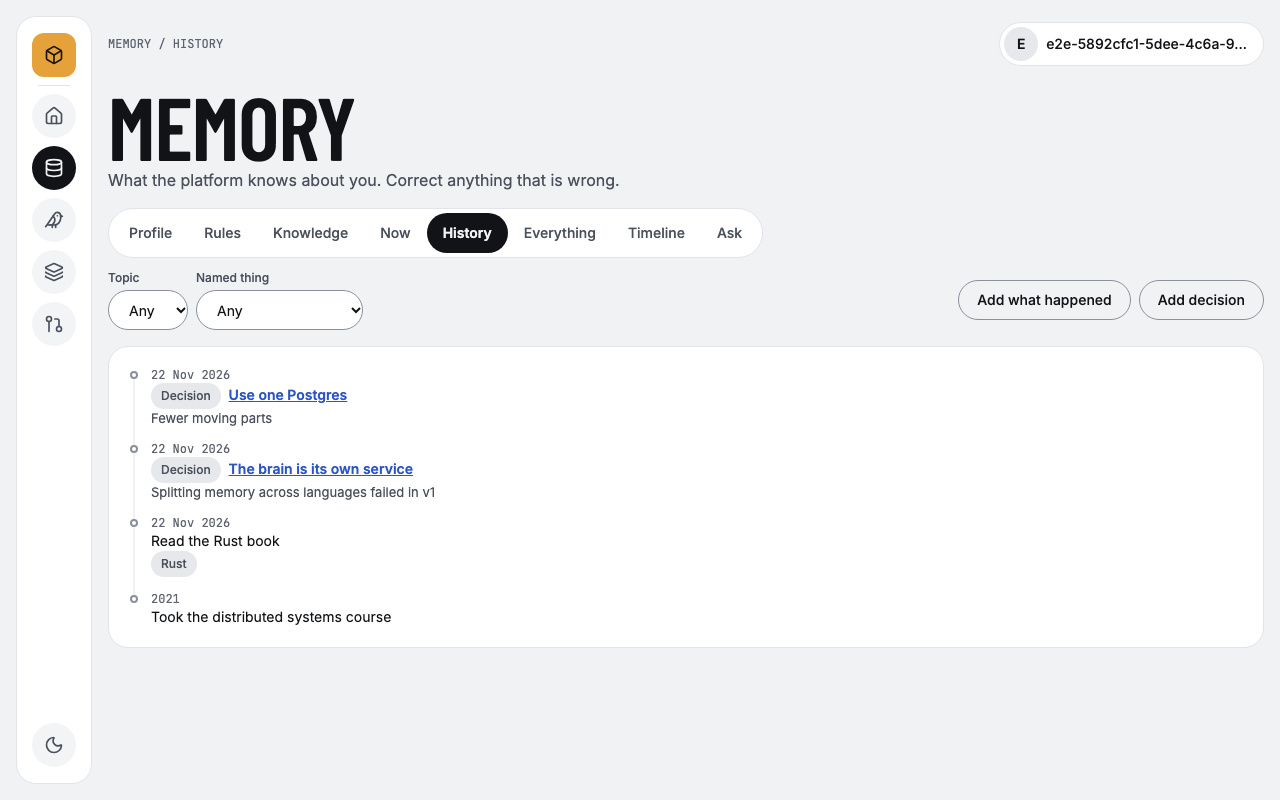 MEMORY / HISTORY
E e2e-5892cfc1-5dee-4c6a-9...
MEMORY
What the platform knows about you. Correct anything that is wrong.
Profile Rules Knowledge Now History Everything Timeline Ask
Topic Named thing
Any Any Add what happened Add decision
22 Nov 2026
Decision Use one Postgres
Fewer moving parts
22 Nov 2026
Decision The brain is its own service
Splitting memory across languages failed in v1
22 Nov 2026
Read the Rust book
Rust
2021
Took the distributed systems course